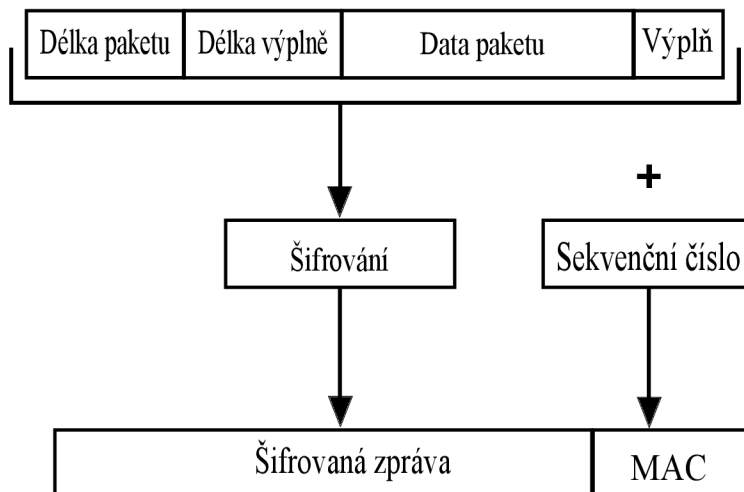 Délka paketu Délka výplně Data paketu Výplň
+
Šifrování Sekvenční číslo
Šifrovaná zpráva MAC